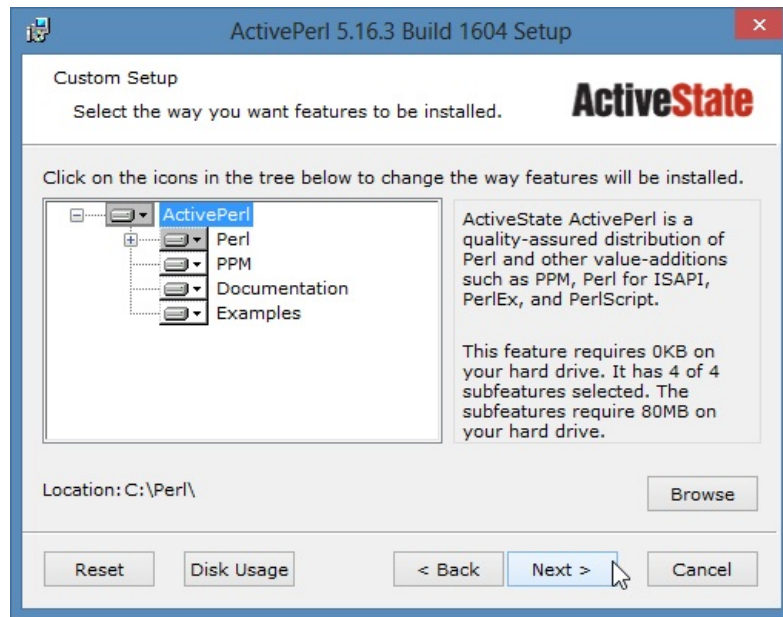 ActivePerl 5.16.3 Build 1604 Setup
Custom Setup
Select the way you want features to be installed.
ActiveState
Click on the icons in the tree below to change the way features will be installed.
ActivePerl
Perl
PPM
Documentation
Examples
ActiveState ActivePerl is a
quality-assured distribution of
Perl and other value-additions
such as PPM, Perl for ISAPI,
PerlEx, and PerlScript.
This feature requires 0KB on
your hard drive. It has 4 of 4
subfeatures selected. The
subfeatures require 80MB on
your hard drive.
Location: C:\Perl\
Browse
Reset
Disk Usage
< Back
Next >
Cancel